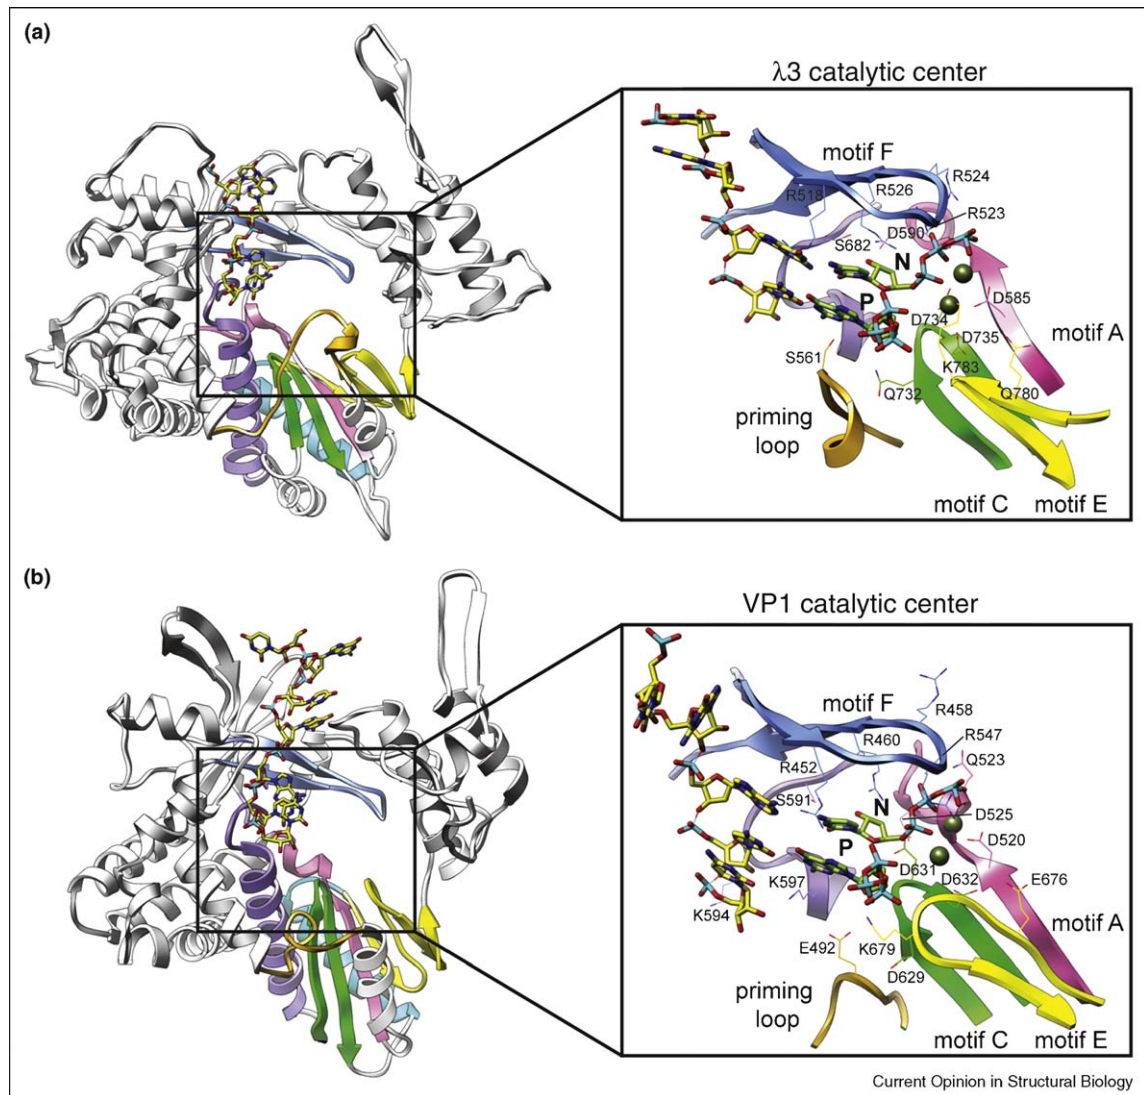 (a)
λ3 catalytic center
motif F
R524
R518
R526
R523
D590
S682
N
D585
P
D734
motif A
D735
S561
K783
Q732
Q780
priming
loop
motif C
motif E
(b)
VP1 catalytic center
motif F
R458
R460
R547
R452
Q523
S591
N
D525
D520
P
D631
D632
E676
K597
K594
motif A
E492
K679
D629
priming
loop
motif C
motif E
Current Opinion in Structural Biology